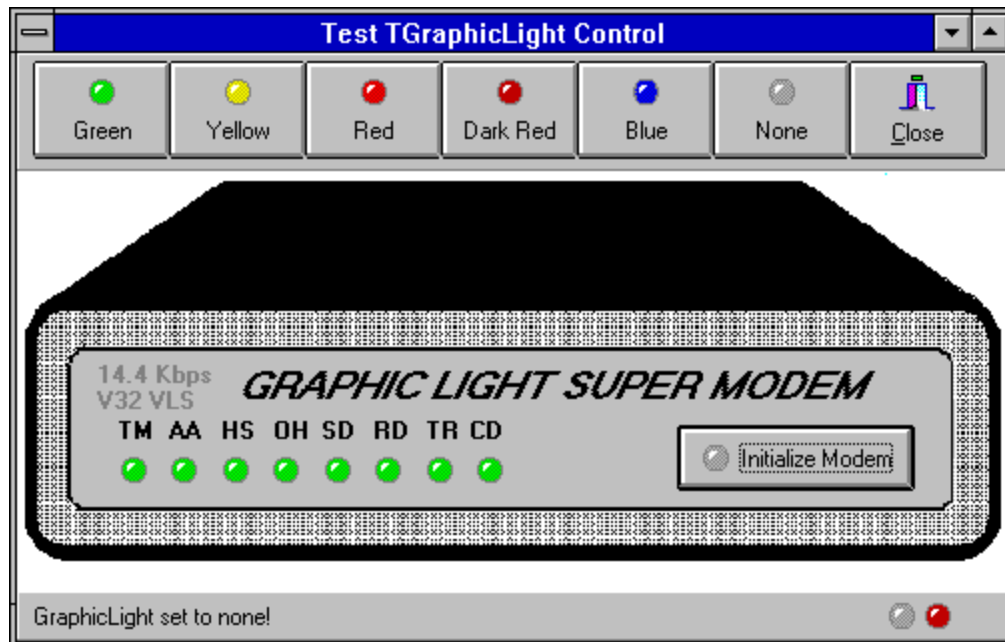 Test TGraphicLight Control
Green Yellow Red Dark Red Blue None Close
14.4 Kbps
V32 VLS
GRAPHIC LIGHT SUPER MODEM
TM AA HS OH SD RD TR CD
Initialize Modem
GraphicLight set to none!